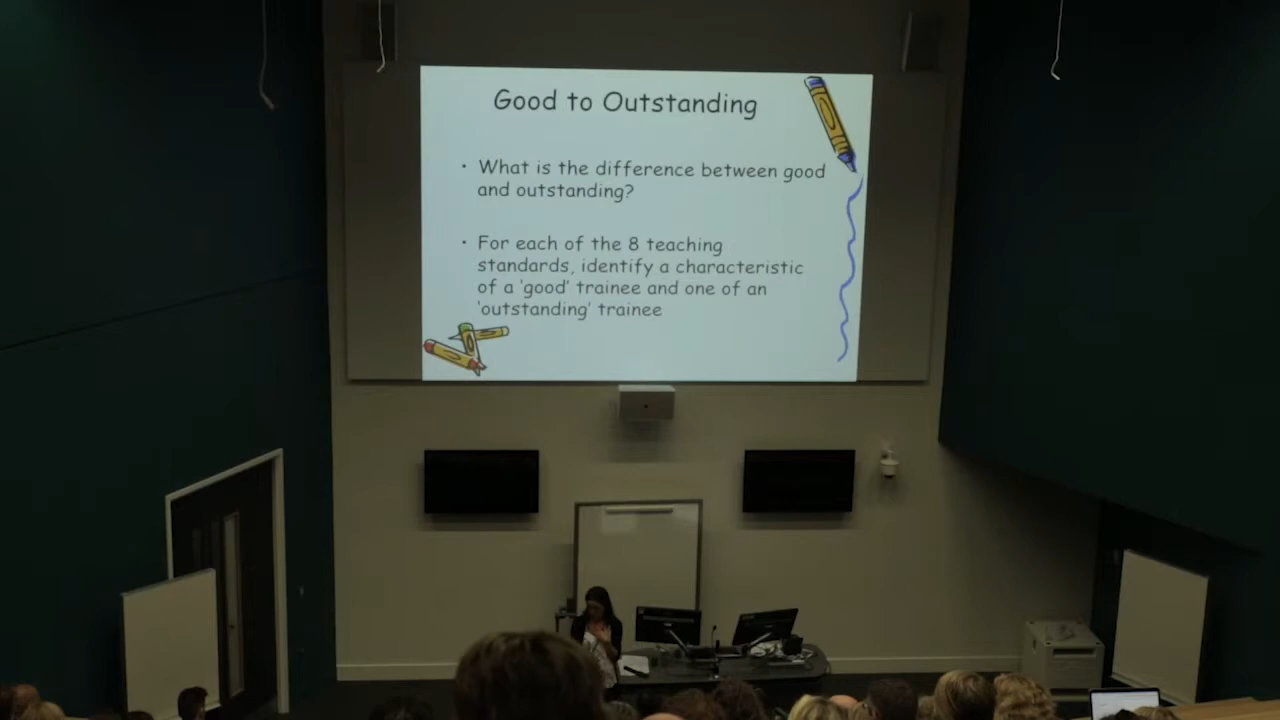 Good to Outstanding
• What is the difference between good
and outstanding?
• For each of the 8 teaching
standards, identify a characteristic
of a ‘good’ trainee and one of an
‘outstanding’ trainee